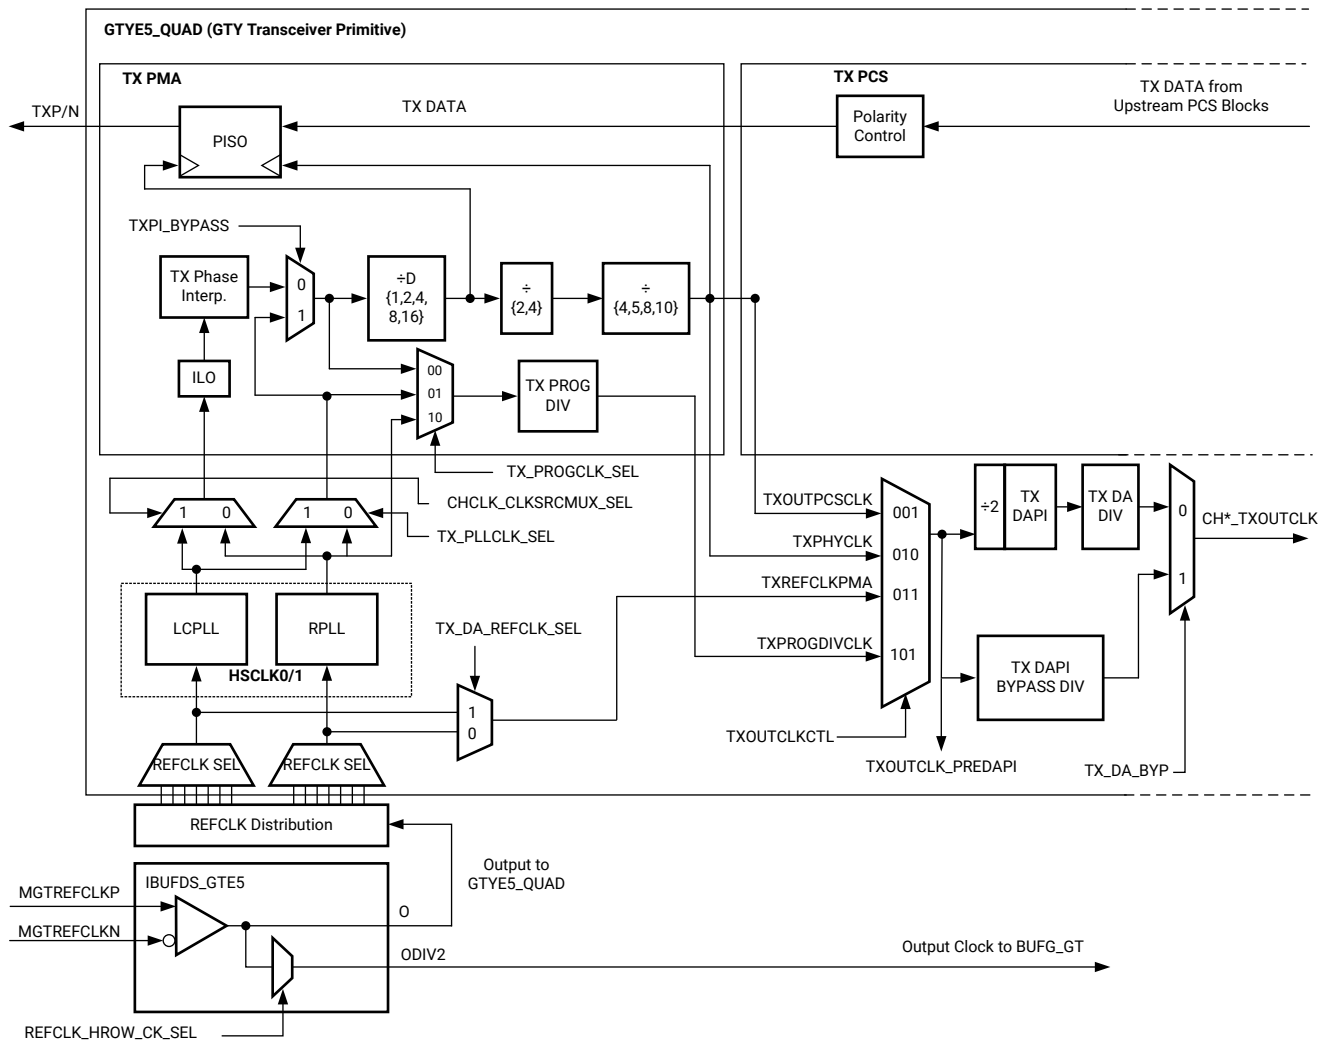 GTYE5_QUAD (GTY Transceiver Primitive)
TX PMA
TX PCS
TXP/N
TX DATA
TX DATA from
Upstream PCS Blocks
PISO
Polarity
Control
TXPI_BYPASS
TX Phase
Interp.
0
1
÷D
{1,2,4,
8,16}
÷
{2,4}
÷
{4,5,8,10}
ILO
00
01
10
TX PROG
DIV
TX_PROGCLK_SEL
CHCLK_CLKSRCMUX_SEL
TX_PLLCLK_SEL
1 0
1 0
TXOUTPCSCLK
TXPHYCLK
TXREFCLKPMA
TXPROGDIVCLK
001
010
011
101
÷2
TX
DAPI
TX DA
DIV
0
1
CH*_TXOUTCLK
LCPLL
RPLL
HSCLK0/1
TX_DA_REFCLK_SEL
1
0
TX DAPI
BYPASS DIV
TXOUTCLKCTL
TXOUTCLK_PREDAPI
TX_DA_BYP
REFCLK SEL
REFCLK SEL
REFCLK Distribution
Output to
GTYE5_QUAD
IBUFDS_GTE5
MGTREFCLKP
MGTREFCLKN
O
ODIV2
Output Clock to BUFG_GT
REFCLK_HROW_CK_SEL